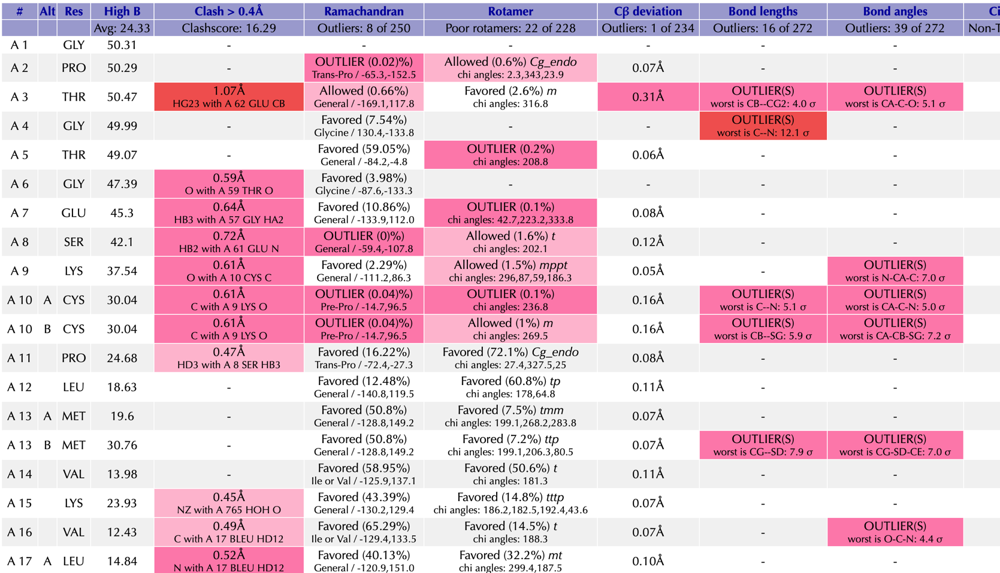 # Alt Res High B Clash > 0.4Å Ramachandran Rotamer Cβ deviation Bond lengths Bond angles Ci
Avg: 24.33 Clashscore: 16.29 Outliers: 8 of 250 Poor rotamers: 22 of 228 Outliers: 1 of 234 Outliers: 16 of 272 Outliers: 39 of 272 Non-T
A 1 GLY 50.31 - - - - - -
A 2 PRO 50.29 - OUTLIER (0.02)% Allowed (0.6%) Cg_endo 0.07Å - -
Trans-Pro / -65.3,-152.5 chi angles: 2.3,343,23.9
A 3 THR 50.47 1.07Å Allowed (0.66%) Favored (2.6%) m 0.31Å OUTLIER(S) OUTLIER(S)
HG23 with A 62 GLU CB General / -169.1,117.8 chi angles: 316.8 worst is CB--CG2: 4.0 σ worst is CA-C-O: 5.1 σ
A 4 GLY 49.99 - Favored (7.54%) - - OUTLIER(S) -
Glycine / 130.4,-133.8 worst is C--N: 12.1 σ
A 5 THR 49.07 - Favored (59.05%) OUTLIER (0.2%) 0.06Å - -
General / -84.2,-4.8 chi angles: 208.8
A 6 GLY 47.39 0.59Å Favored (3.98%) - - - -
O with A 59 THR O Glycine / -87.6,-133.3
A 7 GLU 45.3 0.64Å Favored (10.86%) OUTLIER (0.1%) 0.08Å - -
HB3 with A 57 GLY HA2 General / -133.9,112.0 chi angles: 42.7,223.2,333.8
A 8 SER 42.1 0.72Å OUTLIER (0)% Allowed (1.6%) t 0.12Å - -
HB2 with A 61 GLU N General / -59.4,-107.8 chi angles: 202.1
A 9 LYS 37.54 0.61Å Favored (2.29%) Allowed (1.5%) mppt 0.05Å - OUTLIER(S)
O with A 10 CYS C General / -111.2,86.3 chi angles: 296,87,59,186.3 worst is N-CA-C: 7.0 σ
A 10 A CYS 30.04 0.61Å OUTLIER (0.04)% OUTLIER (0.1%) 0.16Å OUTLIER(S) OUTLIER(S)
C with A 9 LYS O Pre-Pro / -14.7,96.5 chi angles: 236.8 worst is C--N: 5.1 σ worst is CA-C-N: 5.0 σ
A 10 B CYS 30.04 0.61Å OUTLIER (0.04)% Allowed (1%) m 0.16Å OUTLIER(S) OUTLIER(S)
C with A 9 LYS O Pre-Pro / -14.7,96.5 chi angles: 269.5 worst is CB--SG: 5.9 σ worst is CA-CB-SG: 7.2 σ
A 11 PRO 24.68 0.47Å Favored (16.22%) Favored (72.1%) Cg_endo 0.08Å - -
HD3 with A 8 SER HB3 Trans-Pro / -72.4,-27.3 chi angles: 27.4,327.5,25
A 12 LEU 18.63 - Favored (12.48%) Favored (60.8%) tp 0.11Å - -
General / -140.8,119.5 chi angles: 178,64.8
A 13 A MET 19.6 - Favored (50.8%) Favored (7.5%) tmm 0.07Å - -
General / -128.8,149.2 chi angles: 199.1,268.2,283.8
A 13 B MET 30.76 - Favored (50.8%) Favored (7.2%) ttp 0.07Å OUTLIER(S) OUTLIER(S)
General / -128.8,149.2 chi angles: 199.1,206.3,80.5 worst is CG--SD: 7.9 σ worst is CG-SD-CE: 7.0 σ
A 14 VAL 13.98 - Favored (58.95%) Favored (50.6%) t 0.11Å - -
Ile or Val / -125.9,137.1 chi angles: 181.3
A 15 LYS 23.93 0.45Å Favored (43.39%) Favored (14.8%) tttp 0.07Å - -
NZ with A 765 HOH O General / -130.2,129.4 chi angles: 186.2,182.5,192.4,43.6
A 16 VAL 12.43 0.49Å Favored (65.29%) Favored (14.5%) t 0.07Å - OUTLIER(S)
C with A 17 BLEU HD12 Ile or Val / -129.4,133.5 chi angles: 188.3 worst is O-C-N: 4.4 σ
A 17 A LEU 14.84 0.52Å Favored (40.13%) Favored (32.2%) mt 0.10Å - -
N with A 17 BLEU HD12 General / -120.9,151.0 chi angles: 299.4,187.5